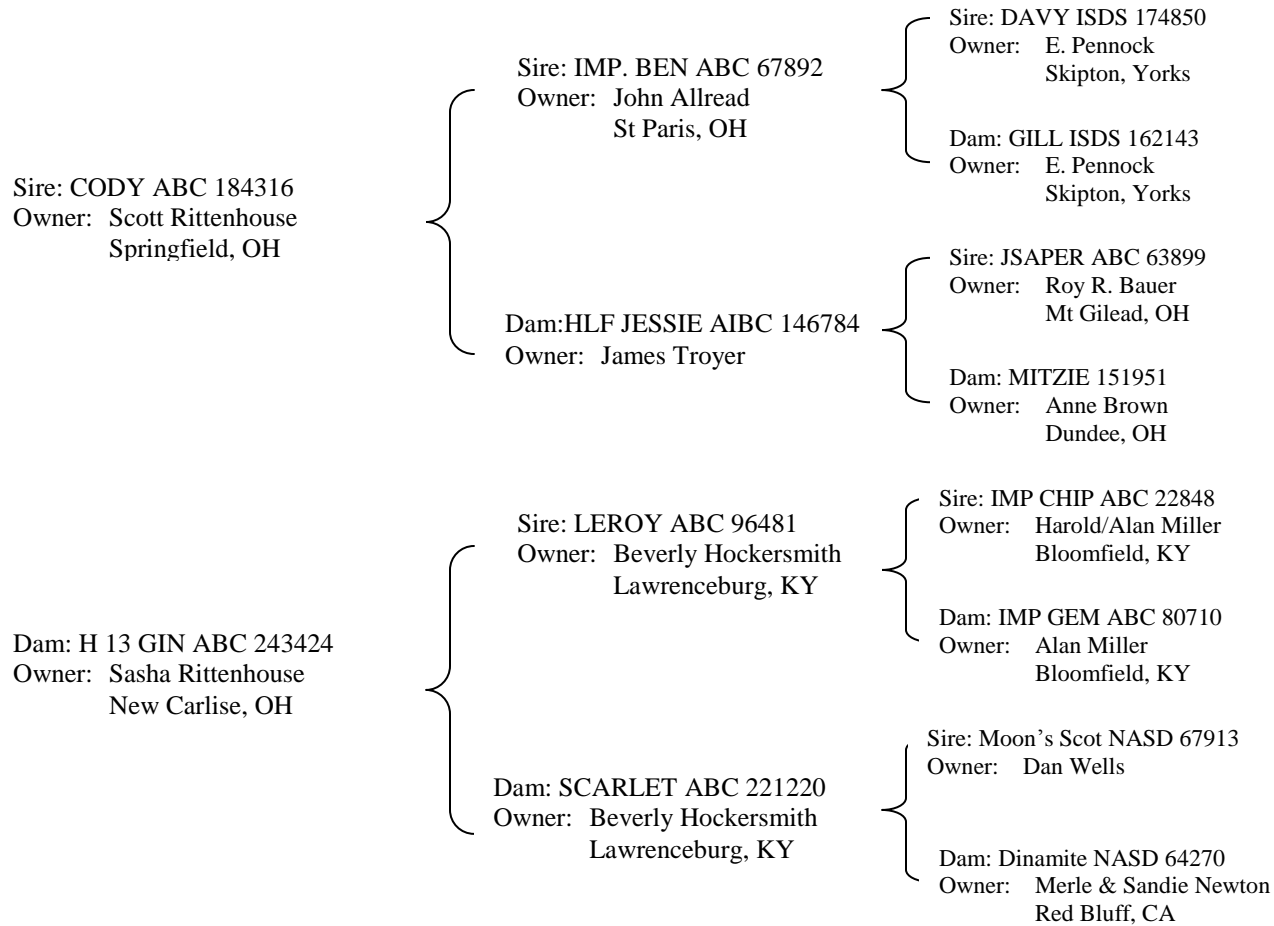 Sire: DAVY ISDS 174850
Owner: E. Pennock
Skipton, Yorks
Sire: IMP. BEN ABC 67892
Owner: John Allread
St Paris, OH
Dam: GILL ISDS 162143
Owner: E. Pennock
Skipton, Yorks
Sire: CODY ABC 184316
Owner: Scott Rittenhouse
Springfield, OH
Sire: JSAPER ABC 63899
Owner: Roy R. Bauer
Mt Gilead, OH
Dam:HLF JESSIE AIBC 146784
Owner: James Troyer
Dam: MITZIE 151951
Owner: Anne Brown
Dundee, OH
Sire: IMP CHIP ABC 22848
Owner: Harold/Alan Miller
Bloomfield, KY
Sire: LEROY ABC 96481
Owner: Beverly Hockersmith
Lawrenceburg, KY
Dam: IMP GEM ABC 80710
Owner: Alan Miller
Bloomfield, KY
Dam: H 13 GIN ABC 243424
Owner: Sasha Rittenhouse
New Carlise, OH
Sire: Moon’s Scot NASD 67913
Owner: Dan Wells
Dam: SCARLET ABC 221220
Owner: Beverly Hockersmith
Lawrenceburg, KY
Dam: Dinamite NASD 64270
Owner: Merle & Sandie Newton
Red Bluff, CA